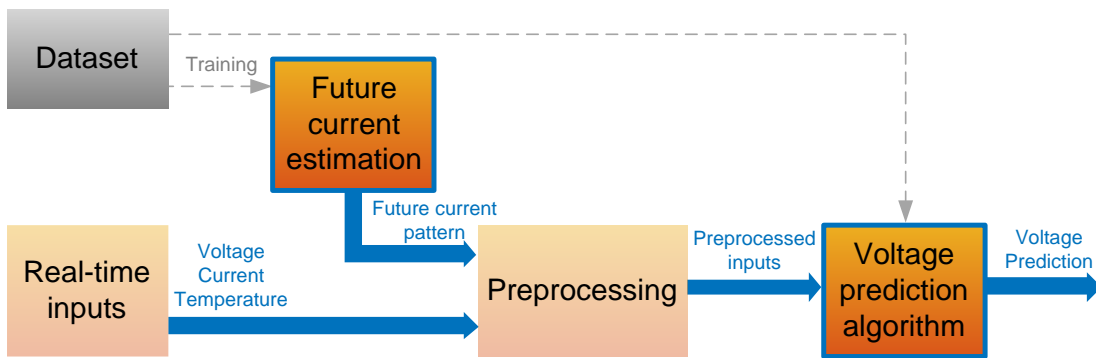 Dataset
Training
Future
current
estimation
Future current
pattern
Real-time
inputs
Voltage
Current
Temperature
Preprocessing
Preprocessed
inputs
Voltage
prediction
algorithm
Voltage
Prediction